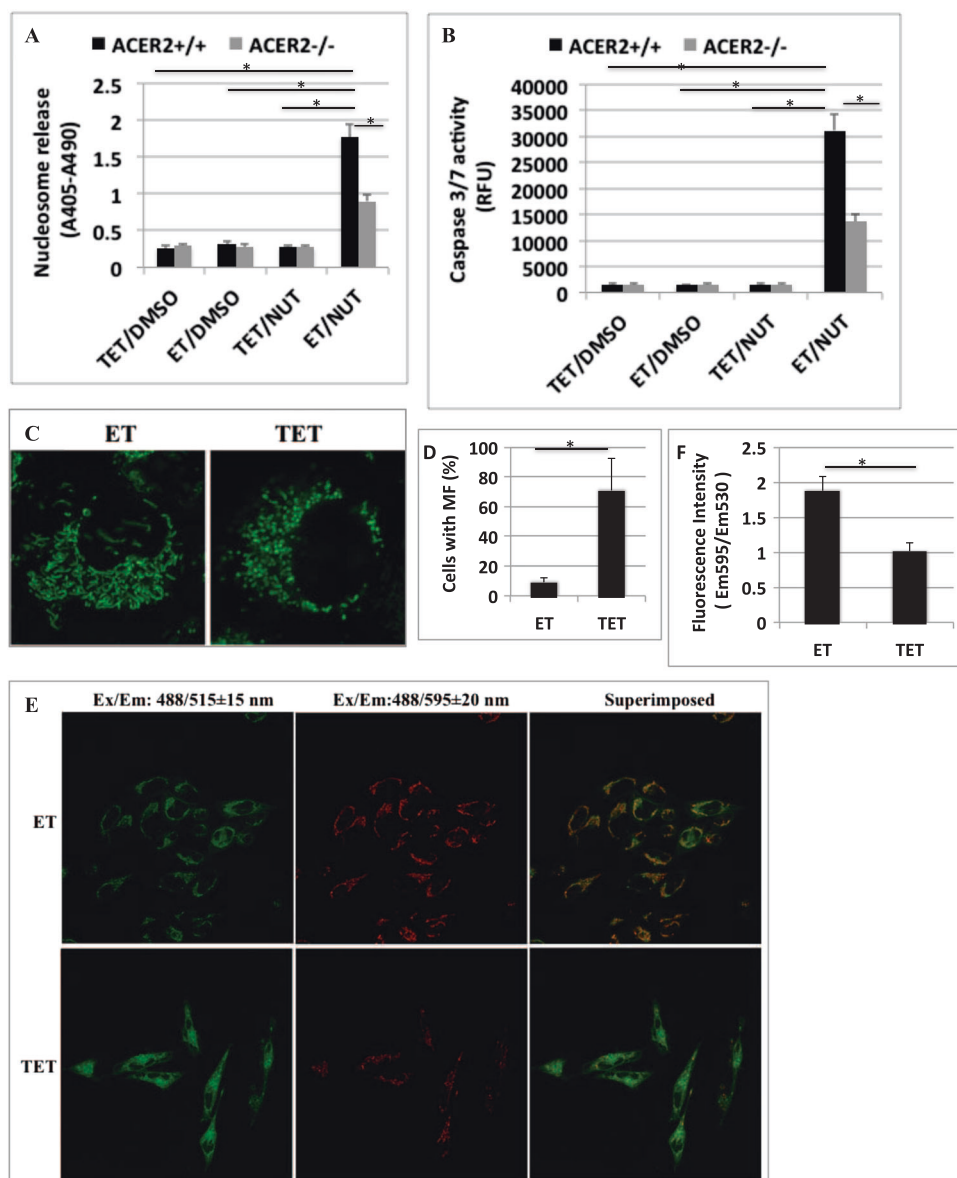 A
ACER2+/+ ACER2-/-
*
*
*
*
Nucleosome release
(A405-A490)
2.5
2
1.5
1
0.5
0
TET/DMSO
ET/DMSO
TET/NUT
ET/NUT
B
ACER2+/+ ACER2-/-
*
*
*
*
Caspase 3/7 activity
(RFU)
40000
35000
30000
25000
20000
15000
10000
5000
0
TET/DMSO
ET/DMSO
TET/NUT
ET/NUT
C
ET TET
D
*
Cells with MF (%)
100
80
60
40
20
0
ET TET
F
*
Fluorescence Intensity
( Em595/Em530)
2.5
2
1.5
1
0.5
0
ET TET
E
Ex/Em: 488/515±15 nm Ex/Em:488/595±20 nm Superimposed
ET
TET